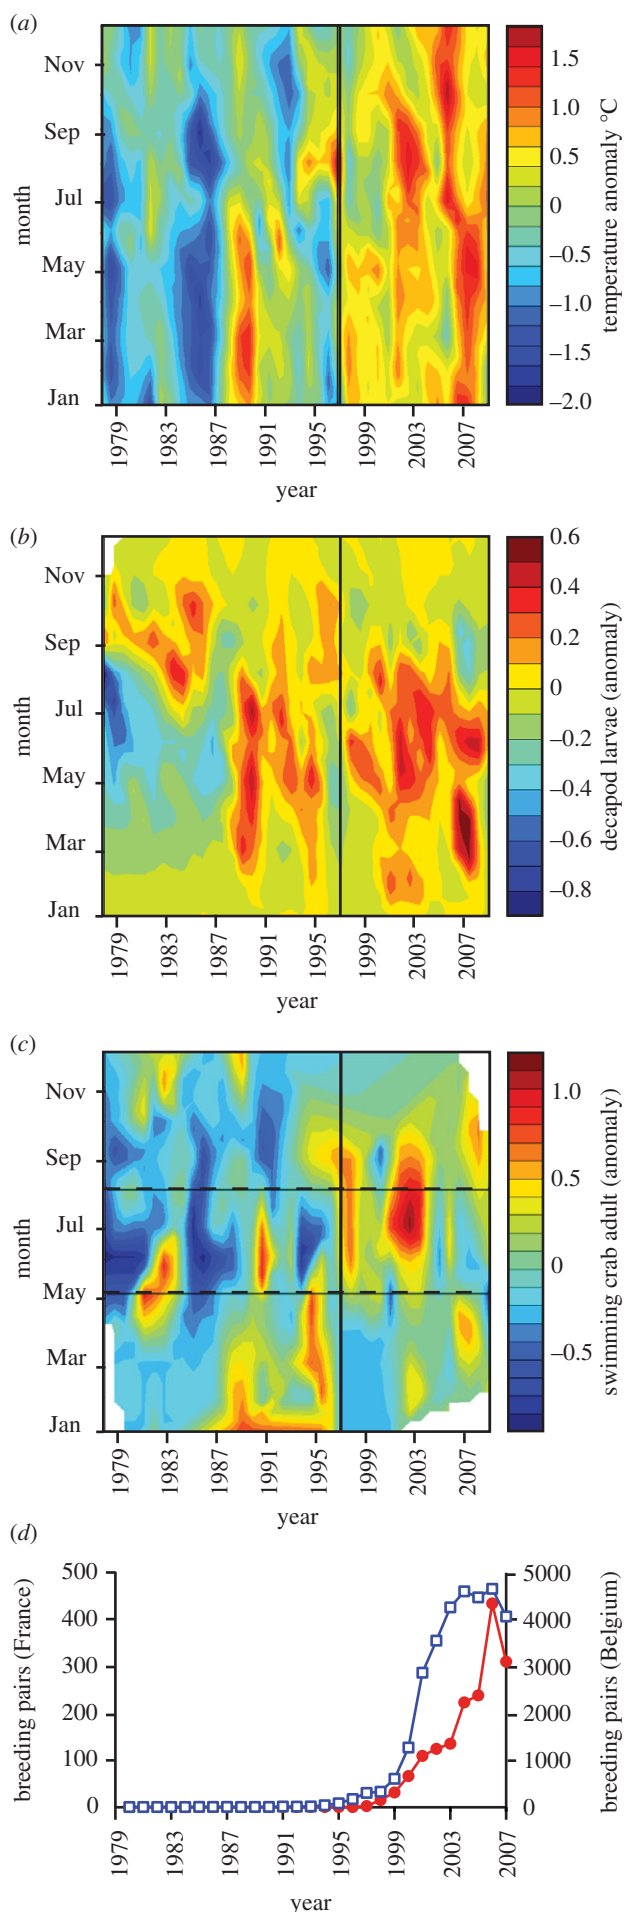 (a)
Nov
Sep
Jul
May
Mar
Jan
month
1979
1983
1987
1991
1995
1999
2003
2007
year
1.5
1.0
0.5
0
−0.5
−1.0
−1.5
−2.0
temperature anomaly °C
(b)
Nov
Sep
Jul
May
Mar
Jan
month
1979
1983
1987
1991
1995
1999
2003
2007
year
0.6
0.4
0.2
0
−0.2
−0.4
−0.6
−0.8
decapod larvae (anomaly)
(c)
Nov
Sep
Jul
May
Mar
Jan
month
1979
1983
1987
1991
1995
1999
2003
2007
year
1.0
0.5
0
−0.5
swimming crab adult (anomaly)
(d)
500
400
300
200
100
0
breeding pairs (France)
1979
1983
1987
1991
1995
1999
2003
2007
year
5000
4000
3000
2000
1000
0
breeding pairs (Belgium)